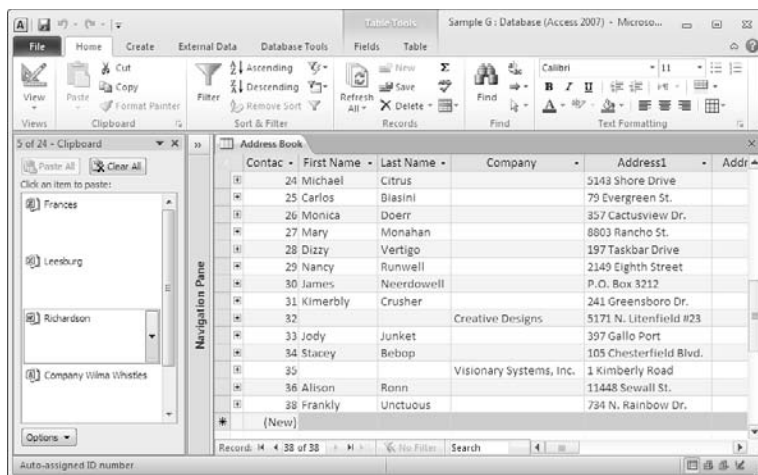 Table Tools Sample G : Database (Access 2007) - Microso...
File Home Create External Data Database Tools Fields Table
View Views
Paste Cut Copy Format Painter Clipboard
Filter Ascending Descending Remove Sort Sort & Filter
Refresh All New Save Delete Records
Find Find
Calibri 11 B I U A Text Formatting
5 of 24 - Clipboard
Paste All Clear All
Click an item to paste:
Frances
Leesburg
Richardson
Company Wilma Whistles
Options
Navigation Pane
Address Book
Contac First Name Last Name Company Address1 Addr
24 Michael Citrus 5143 Shore Drive
25 Carlos Biasini 79 Evergreen St.
26 Monica Doerr 357 Cactusview Dr.
27 Mary Monahan 8803 Rancho St.
28 Dizzy Vertigo 197 Taskbar Drive
29 Nancy Runwell 2149 Eighth Street
30 James Neerdowell P.O. Box 3212
31 Kimerbly Crusher 241 Greensboro Dr.
32 Creative Designs 5171 N. Litenfield #23
33 Jody Junket 397 Gallo Port
34 Stacey Bebop 105 Chesterfield Blvd.
35 Visionary Systems, Inc. 1 Kimberly Road
36 Alison Ronn 11448 Sewall St.
38 Frankly Unctuous 734 N. Rainbow Dr.
(New)
Record: 38 of 38 No Filter Search
Auto-assigned ID number